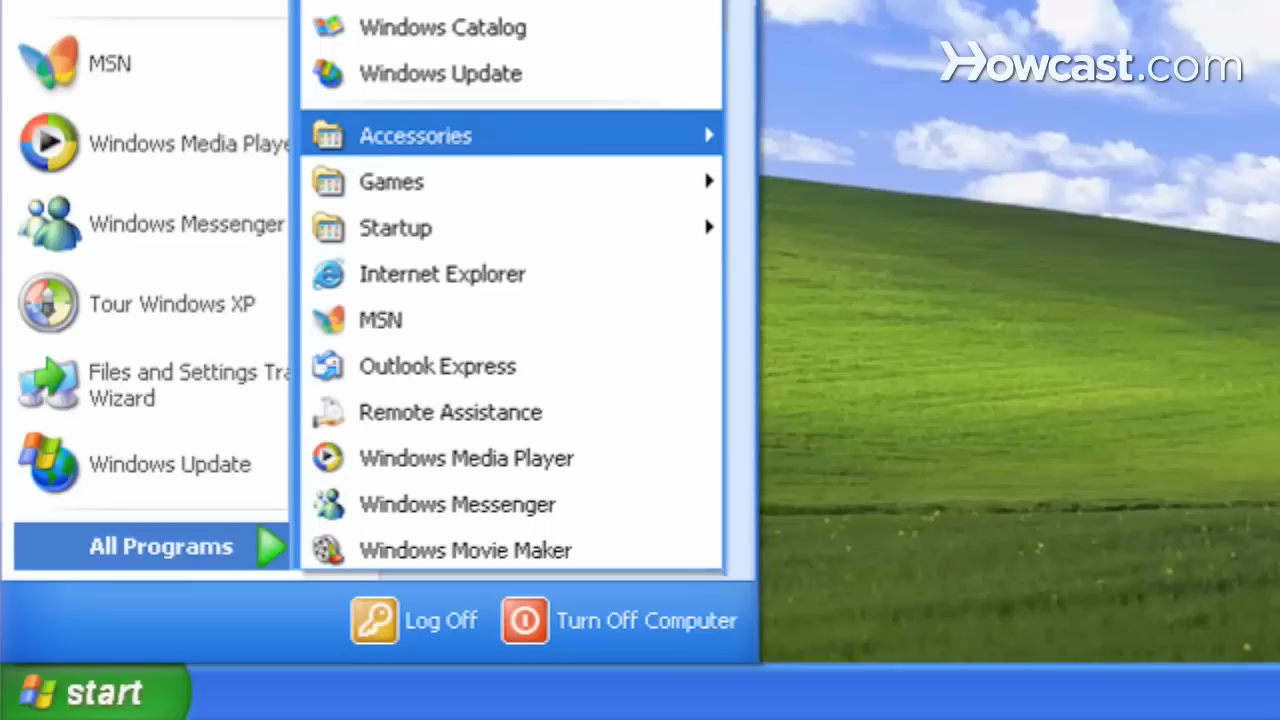 Howcast.com
MSN
Windows Media Playe
Windows Messenger
Tour Windows XP
Files and Settings Tra
Wizard
Windows Update
All Programs
Windows Catalog
Windows Update
Accessories
Games
Startup
Internet Explorer
MSN
Outlook Express
Remote Assistance
Windows Media Player
Windows Messenger
Windows Movie Maker
Log Off
Turn Off Computer
start